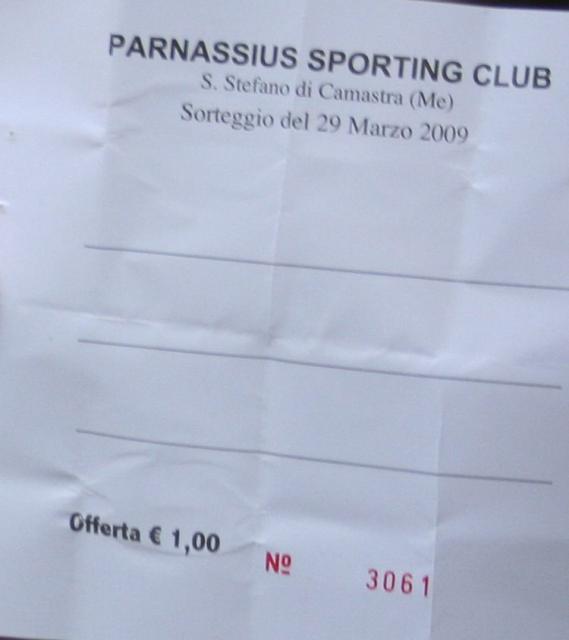 PARNASSIUS SPORTING CLUB
S. Stefano di Camastra (Me)
Sorteggio del 29 Marzo 2009
Offerta € 1,00
Nº 3061